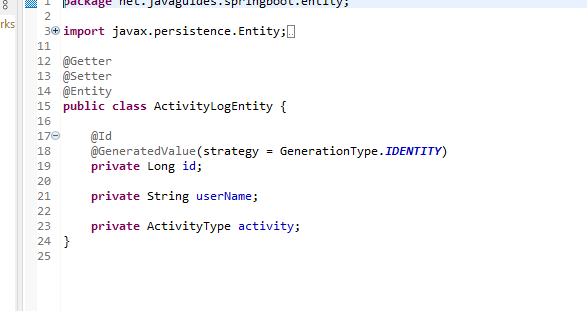 1 package net.javaguides.springboot.entity;
rks
2
3 import javax.persistence.Entity;
11
12 @Getter
13 @Setter
14 @Entity
15 public class ActivityLogEntity {
16
17 @Id
18 @GeneratedValue(strategy = GenerationType.IDENTITY)
19 private Long id;
20
21 private String userName;
22
23 private ActivityType activity;
24 }
25